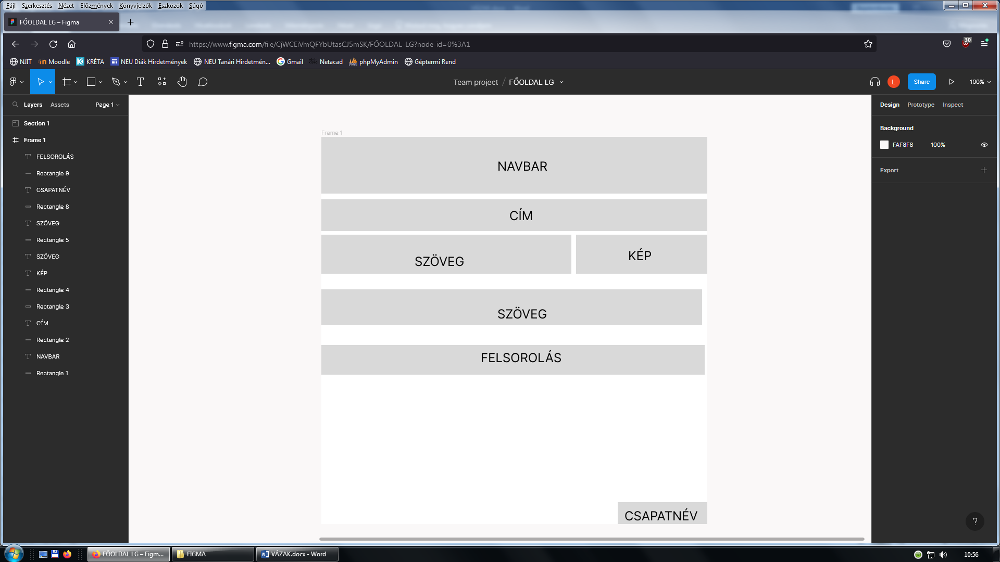 Fájl Szerkesztés Nézet Előzmények Könyvjelzők Eszközök Súgó
FŐOLDAL LG – Figma
https://www.figma.com/file/CjWCEiVmQFYbUtasCJ5mSK/FŐOLDAL-LG?node-id=0%3A1
30
NJIT Moodle KRÉTA NEU Diák Hirdetmények NEU Tanári Hirdetmén... Gmail Netacad phpMyAdmin Géptermi Rend
Team project / FŐOLDAL LG
L
Share
100%
Layers Assets Page 1
Section 1
Frame 1
FELSOROLÁS
Rectangle 9
CSAPATNÉV
Rectangle 8
SZÖVEG
Rectangle 5
SZÖVEG
KÉP
Rectangle 4
Rectangle 3
CÍM
Rectangle 2
NAVBAR
Rectangle 1
Frame 1
NAVBAR
CÍM
SZÖVEG
KÉP
SZÖVEG
FELSOROLÁS
CSAPATNÉV
Design Prototype Inspect
Background
FAF8F8 100%
Export
?
FŐOLDAL LG – Figm...
FIGMA
VÁZAK.docx - Word
10:56